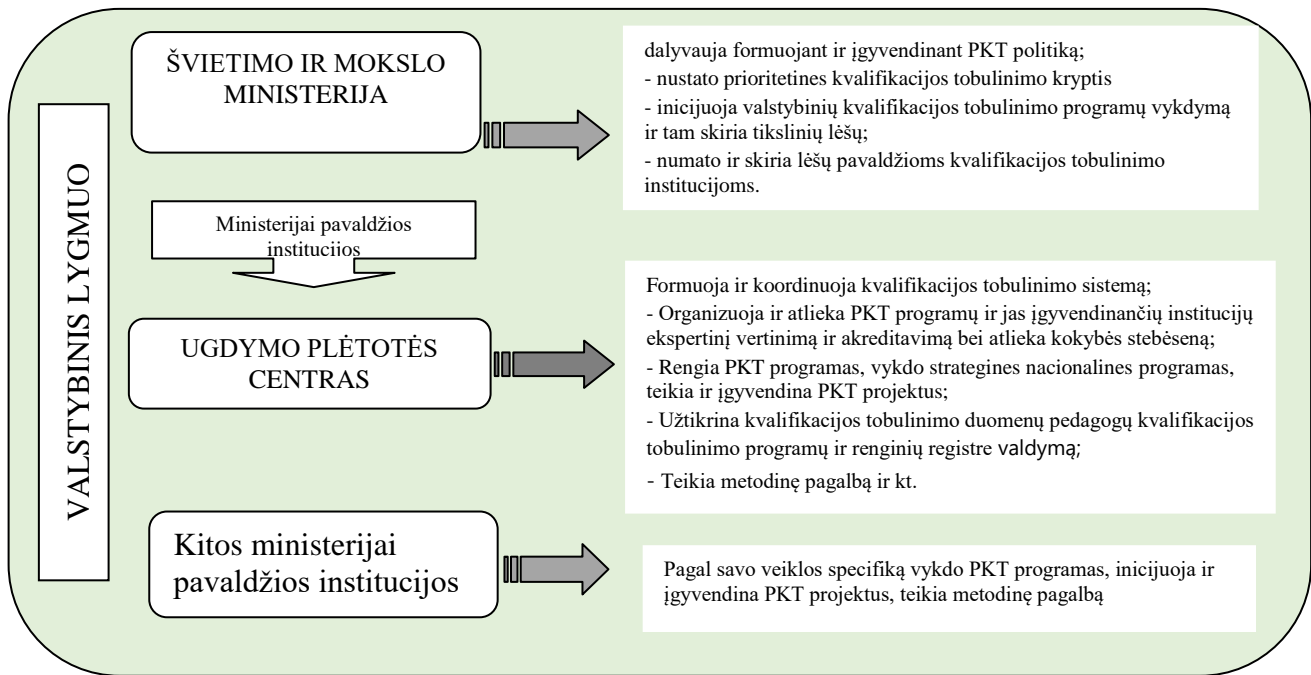 VALSTYBINIS LYGMUO
ŠVIETIMO IR MOKSLO
MINISTERIJA
dalyvauja formuojant ir įgyvendinant PKT politiką;
- nustato prioritetines kvalifikacijos tobulinimo kryptis
- inicijuoja valstybinių kvalifikacijos tobulinimo programų vykdymą
ir tam skiria tikslinių lėšų;
- numato ir skiria lėšų pavaldžioms kvalifikacijos tobulinimo
institucijoms.
Ministerijai pavaldžios
institucijos
UGDYMO PLĖTOTĖS
CENTRAS
Formuoja ir koordinuoja kvalifikacijos tobulinimo sistemą;
- Organizuoja ir atlieka PKT programų ir jas įgyvendinančių institucijų
ekspertinį vertinimą ir akreditavimą bei atlieka kokybės stebėseną;
- Rengia PKT programas, vykdo strategines nacionalines programas,
teikia ir įgyvendina PKT projektus;
- Užtikrina kvalifikacijos tobulinimo duomenų pedagogų kvalifikacijos
tobulinimo programų ir renginių registre valdymą;
- Teikia metodinę pagalbą ir kt.
Kitos ministerijai
pavaldžios institucijos
Pagal savo veiklos specifiką vykdo PKT programas, inicijuoja ir
įgyvendina PKT projektus, teikia metodinę pagalbą